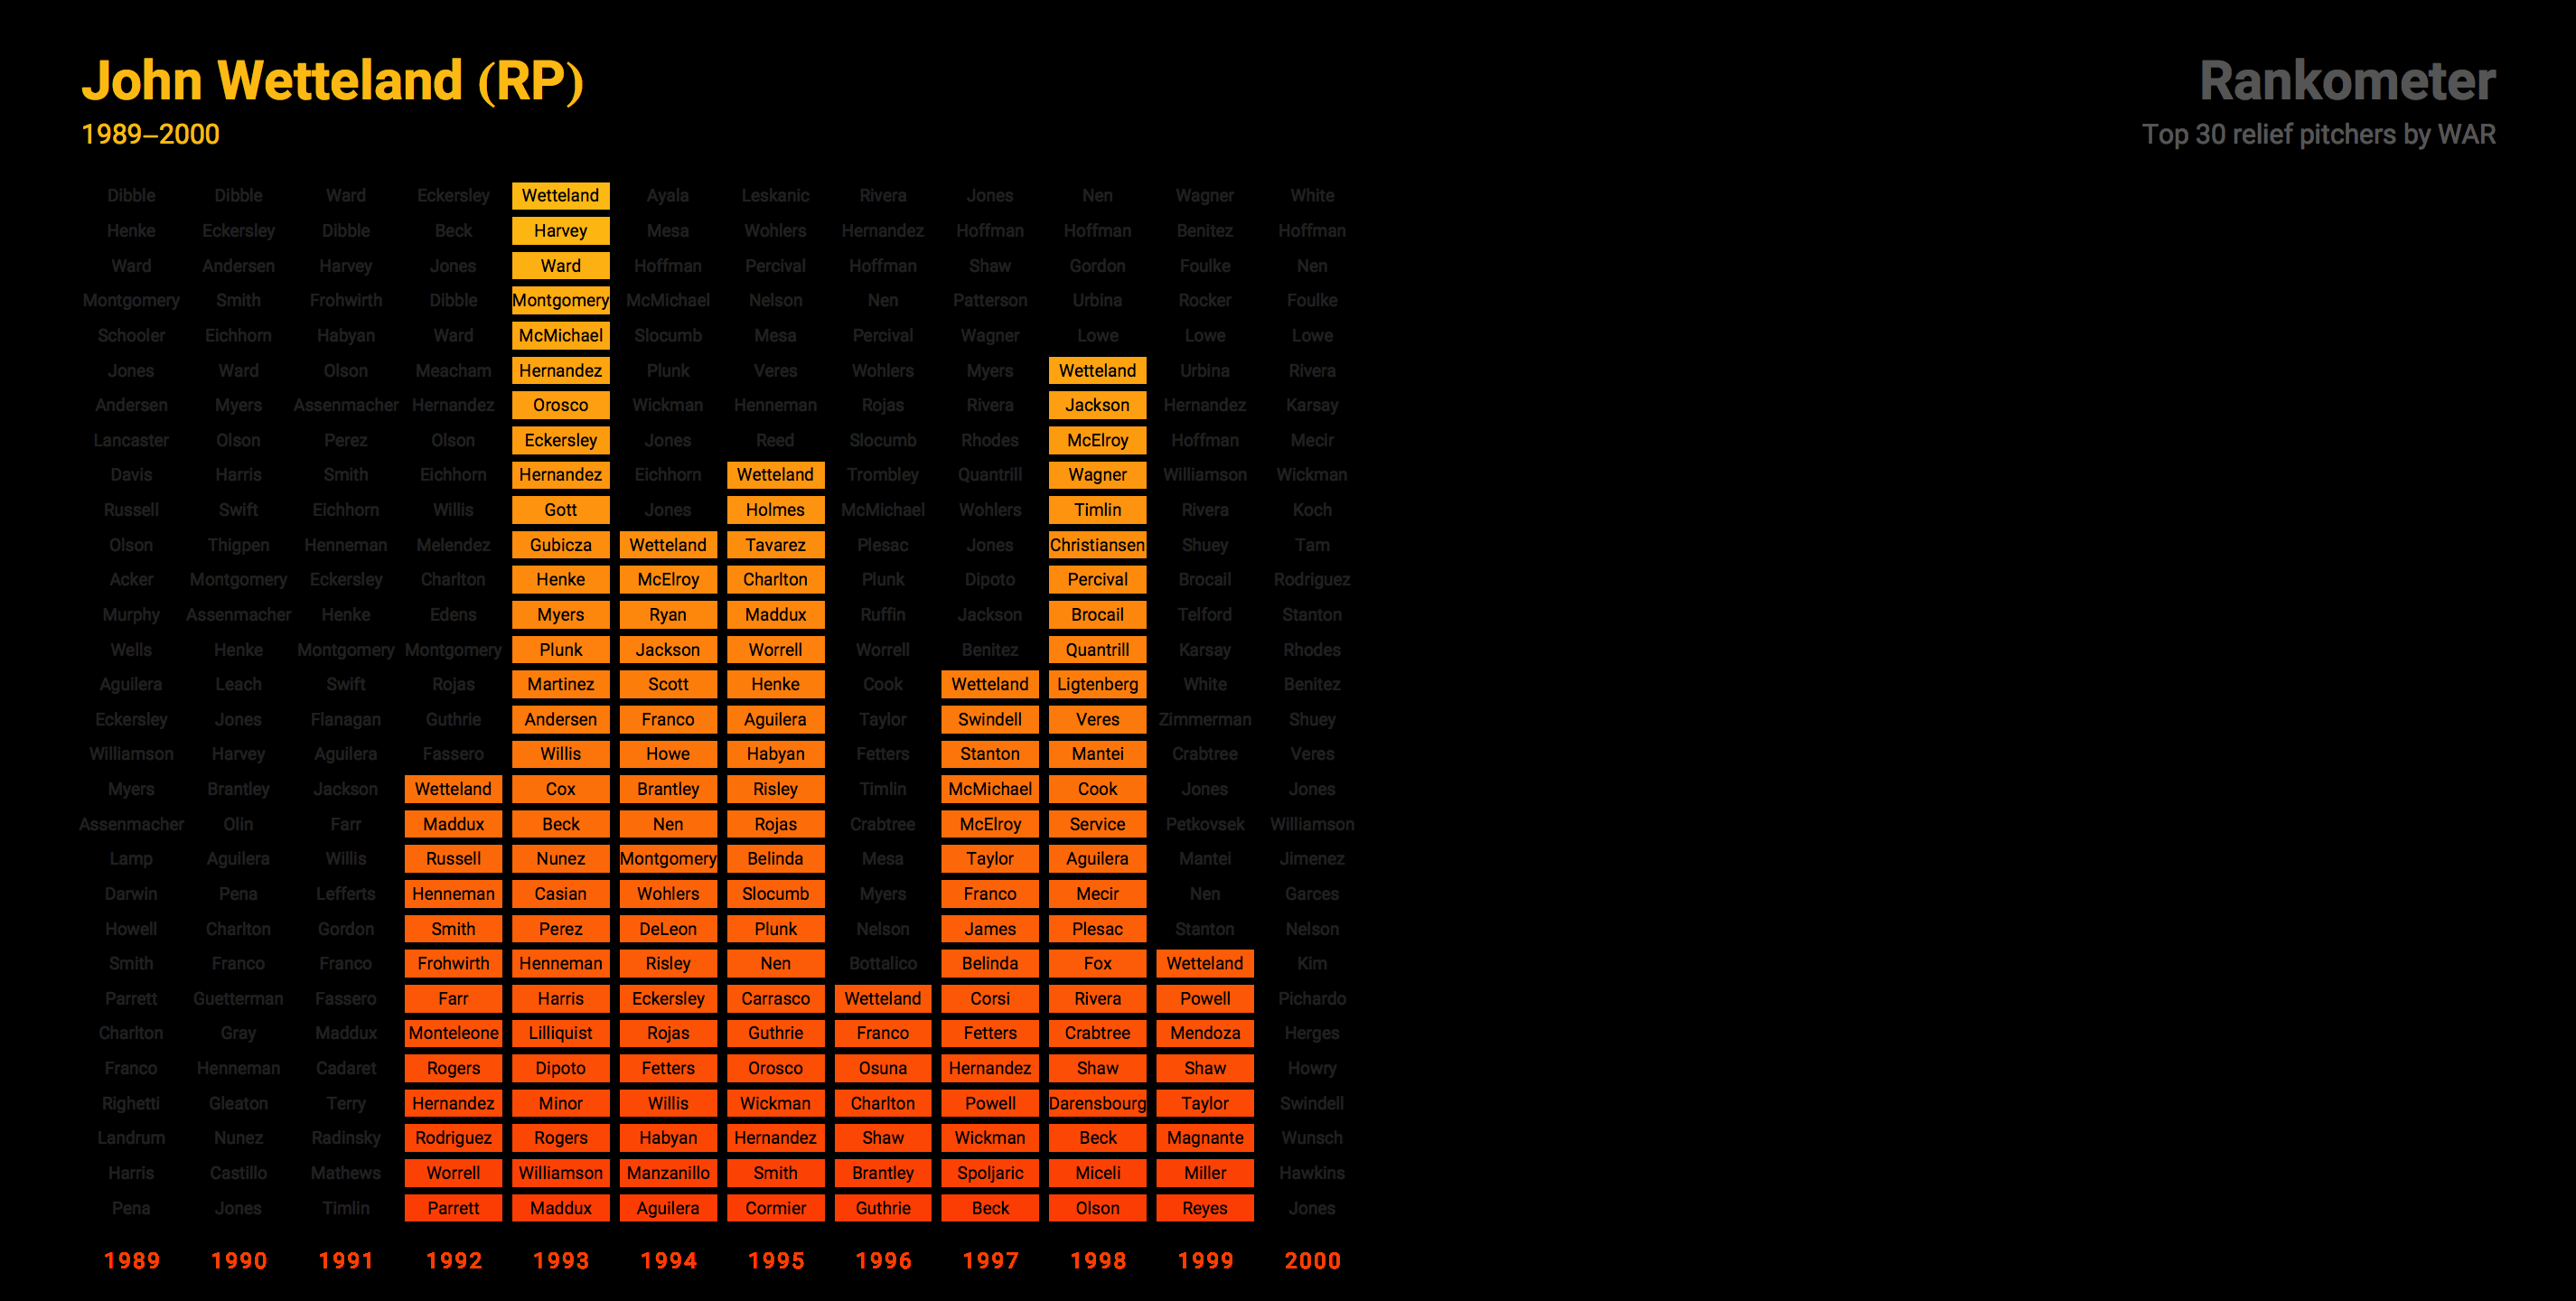 John Wetteland (RP)
1989–2000
Rankometer
Top 30 relief pitchers by WAR
Dibble Dibble Ward Eckersley Wetteland Ayala Leskanic Rivera Jones Nen Wagner White
Henke Eckersley Dibble Beck Harvey Mesa Wohlers Hernandez Hoffman Hoffman Benitez Hoffman
Ward Andersen Harvey Jones Ward Hoffman Percival Hoffman Shaw Gordon Foulke Nen
Montgomery Smith Frohwirth Dibble Montgomery McMichael Nelson Nen Patterson Urbina Rocker Foulke
Schooler Eichhorn Habyan Ward McMichael Slocumb Mesa Percival Wagner Lowe Lowe Lowe
Jones Ward Olson Meacham Hernandez Plunk Veres Wohlers Myers Wetteland Urbina Rivera
Andersen Myers Assenmacher Hernandez Orosco Wickman Henneman Rojas Rivera Jackson Hernandez Karsay
Lancaster Olson Perez Olson Eckersley Jones Reed Slocumb Rhodes McElroy Hoffman Mecir
Davis Harris Smith Eichhorn Hernandez Eichhorn Wetteland Trombley Quantrill Wagner Williamson Wickman
Russell Swift Eichhorn Willis Gott Jones Holmes McMichael Wohlers Timlin Rivera Koch
Olson Thigpen Henneman Melendez Gubicza Wetteland Tavarez Plesac Jones Christiansen Shuey Tam
Acker Montgomery Eckersley Charlton Henke McElroy Charlton Plunk Dipoto Percival Brocail Rodriguez
Murphy Assenmacher Henke Edens Myers Ryan Maddux Ruffin Jackson Brocail Telford Stanton
Wells Henke Montgomery Montgomery Plunk Jackson Worrell Worrell Benitez Quantrill Karsay Rhodes
Aguilera Leach Swift Rojas Martinez Scott Henke Cook Wetteland Ligtenberg White Benitez
Eckersley Jones Flanagan Guthrie Andersen Franco Aguilera Taylor Swindell Veres Zimmerman Shuey
Williamson Harvey Aguilera Fassero Willis Howe Habyan Fetters Stanton Mantei Crabtree Veres
Myers Brantley Jackson Wetteland Cox Brantley Risley Timlin McMichael Cook Jones Jones
Assenmacher Olin Farr Maddux Beck Nen Rojas Crabtree McElroy Service Petkovsek Williamson
Lamp Aguilera Willis Russell Nunez Montgomery Belinda Mesa Taylor Aguilera Mantei Jimenez
Darwin Pena Lefferts Henneman Casian Wohlers Slocumb Myers Franco Mecir Nen Garces
Howell Charlton Gordon Smith Perez DeLeon Plunk Nelson James Plesac Stanton Nelson
Smith Franco Franco Frohwirth Henneman Risley Nen Bottalico Belinda Fox Wetteland Kim
Parrett Guetterman Fassero Farr Harris Eckersley Carrasco Wetteland Corsi Rivera Powell Pichardo
Charlton Gray Maddux Monteleone Lilliquist Rojas Guthrie Franco Fetters Crabtree Mendoza Herges
Franco Henneman Cadaret Rogers Dipoto Fetters Orosco Osuna Hernandez Shaw Shaw Howry
Righetti Gleaton Terry Hernandez Minor Willis Wickman Charlton Powell Darensbourg Taylor Swindell
Landrum Nunez Radinsky Rodriguez Rogers Habyan Hernandez Shaw Wickman Beck Magnante Wunsch
Harris Castillo Mathews Worrell Williamson Manzanillo Smith Brantley Spoljaric Miceli Miller Hawkins
Pena Jones Timlin Parrett Maddux Aguilera Cormier Guthrie Beck Olson Reyes Jones
1989 1990 1991 1992 1993 1994 1995 1996 1997 1998 1999 2000